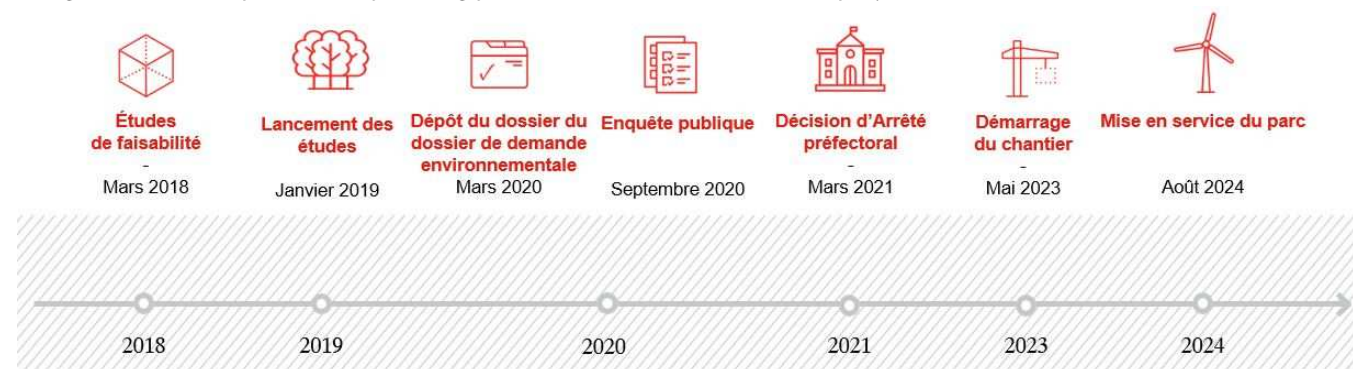 Études
de faisabilité
-
Mars 2018
Lancement des
études
Janvier 2019
Dépôt du dossier du
dossier de demande
environnementale
Mars 2020
Enquête publique
Septembre 2020
Décision d'Arrêté
préfectoral
-
Mars 2021
Démarrage
du chantier
-
Mai 2023
Mise en service du parc
Août 2024
2018
2019
2020
2021
2023
2024